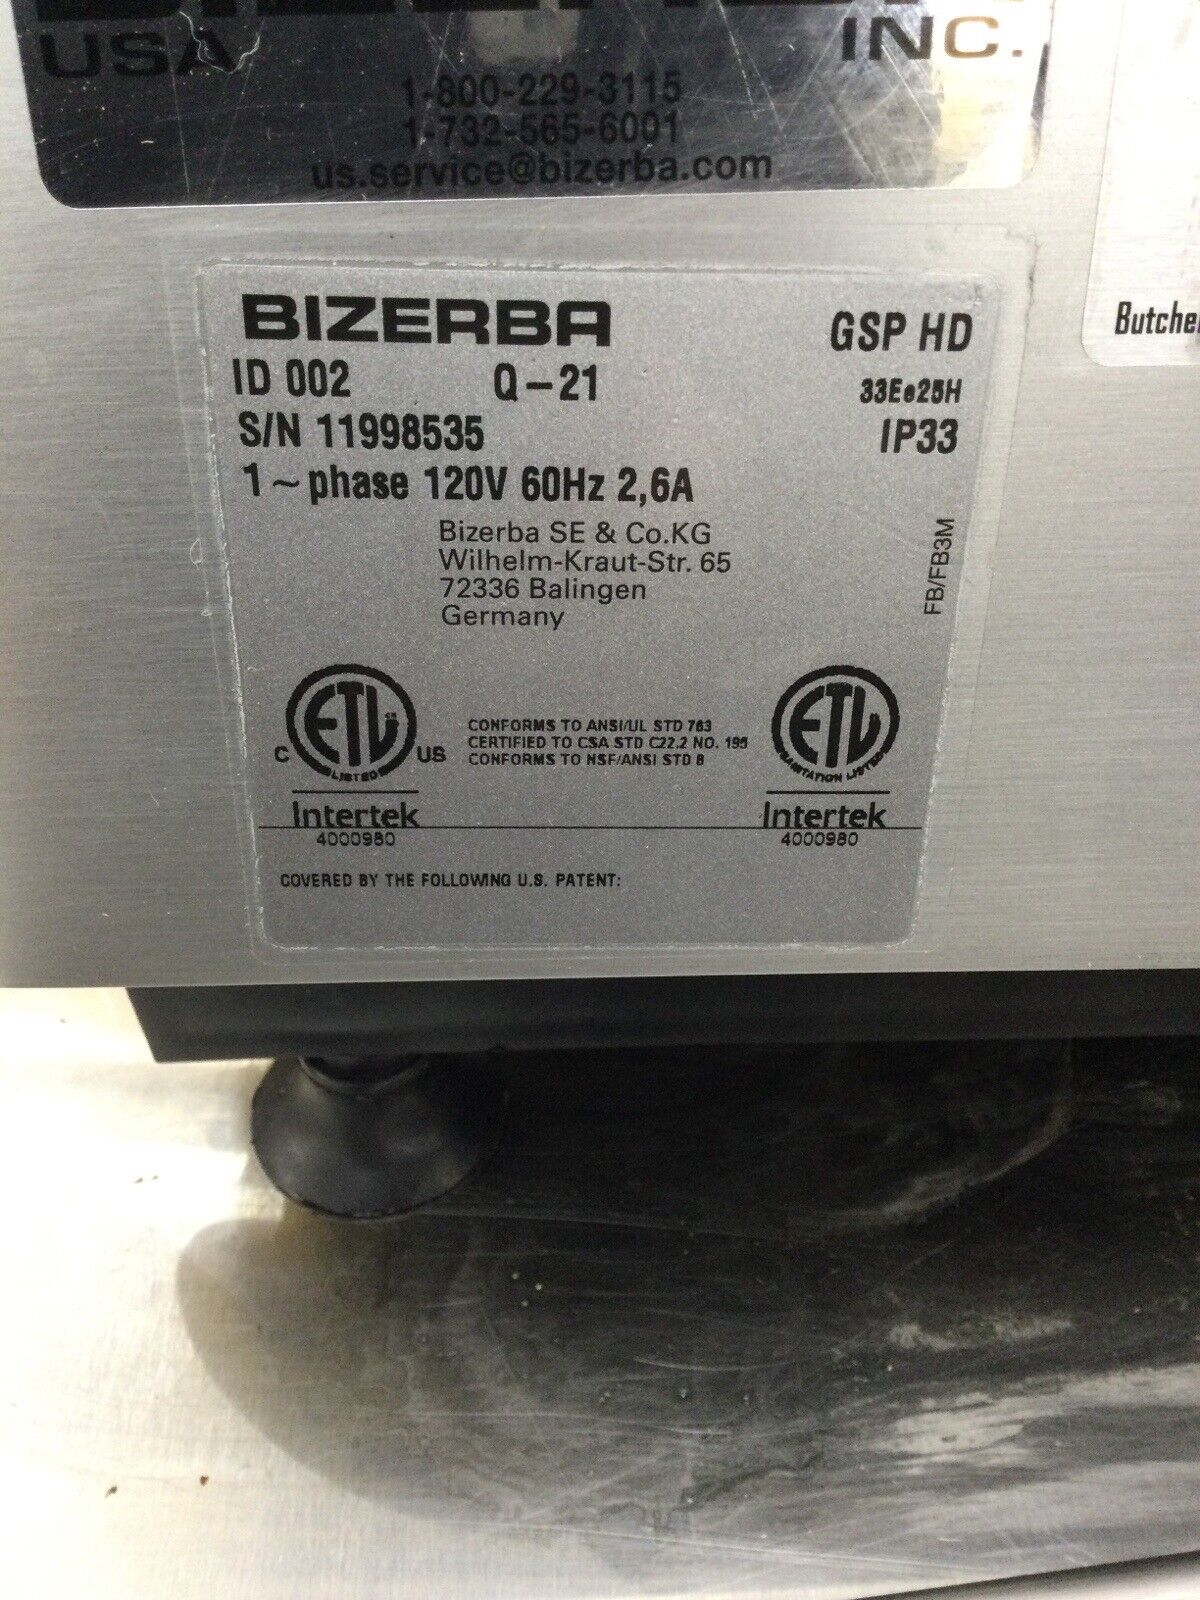 USA INC.
1-800-229-3115
1-732-565-6001
us.service@bizerba.com
Butcher
BIZERBA GSP HD
ID 002 Q-21 33Ee25H
S/N 11998535 IP33
1~phase 120V 60Hz 2,6A
Bizerba SE & Co.KG
Wilhelm-Kraut-Str. 65
72336 Balingen
Germany
FB/FB3M
ETL
CM
LISTED
C US
Intertek
4000980
CONFORMS TO ANSI/UL STD 763
CERTIFIED TO CSA STD C22.2 NO. 195
CONFORMS TO NSF/ANSI STD 8
ETL
SANITATION LISTED
Intertek
4000980
COVERED BY THE FOLLOWING U.S. PATENT: